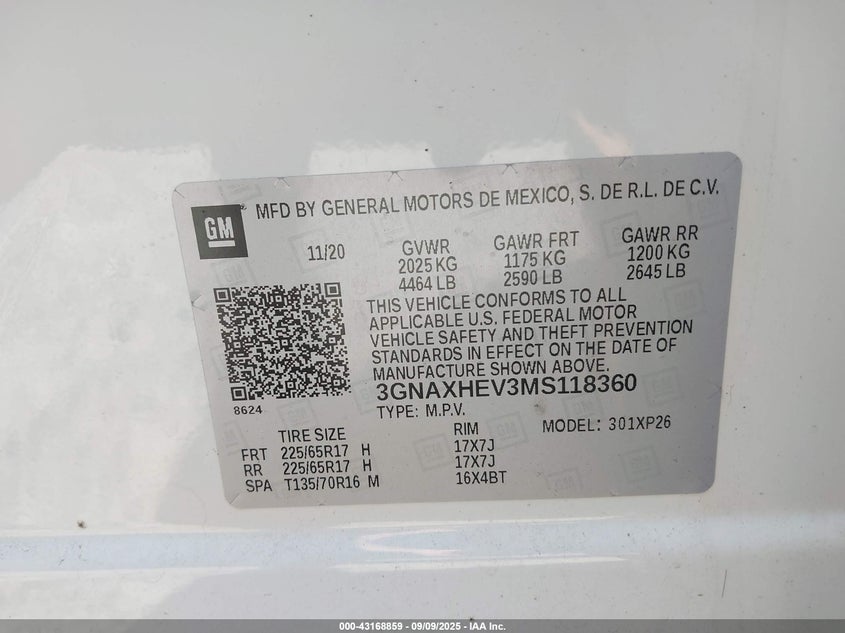 GM
MFD BY GENERAL MOTORS DE MEXICO, S. DE R.L. DE C.V.
11/20 GVWR GAWR FRT GAWR RR
2025 KG 1175 KG 1200 KG
4464 LB 2590 LB 2645 LB
THIS VEHICLE CONFORMS TO ALL
APPLICABLE U.S. FEDERAL MOTOR
VEHICLE SAFETY AND THEFT PREVENTION
STANDARDS IN EFFECT ON THE DATE OF
MANUFACTURE SHOWN ABOVE.
3GNAXHEV3MS118360
8624
TYPE: M.P.V.
MODEL: 301XP26
TIRE SIZE RIM
FRT 225/65R17 H 17X7J
RR 225/65R17 H 17X7J
SPA T135/70R16 M 16X4BT
000-43168859 - 09/09/2025 - IAA Inc.